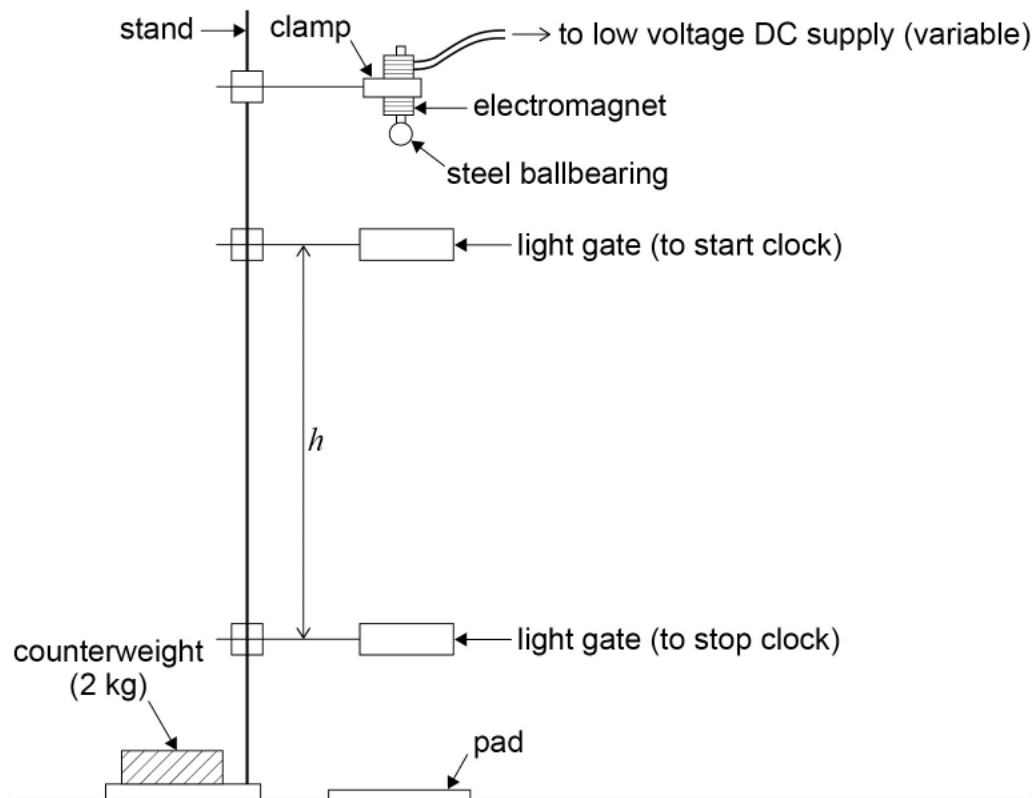 stand
clamp
to low voltage DC supply (variable)
electromagnet
steel ballbearing
light gate (to start clock)
h
light gate (to stop clock)
counterweight
(2 kg)
pad